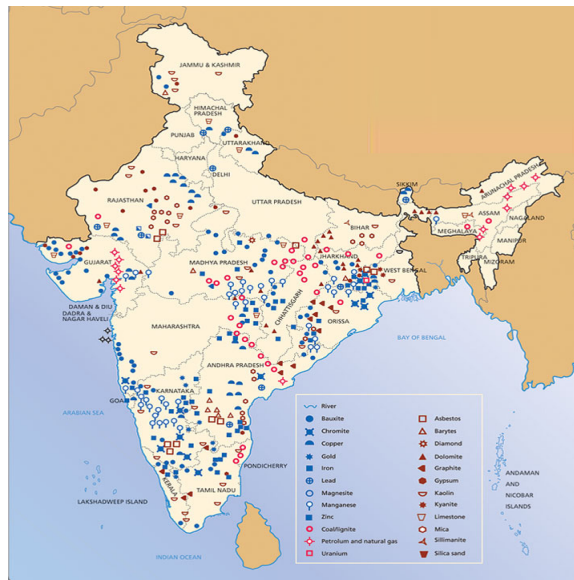 JAMMU & KASHMIR
HIMACHAL
PRADESH
PUNJAB
UTTARAKHAND
HARYANA
DELHI
RAJASTHAN
UTTAR PRADESH
SIKKIM
ARUNACHAL PRADESH
ASSAM
NAGALAND
MEGHALAYA
MANIPUR
BIHAR
TRIPURA
MIZORAM
JHARKHAND
WEST BENGAL
GUJARAT
MADHYA PRADESH
CHHATTISGARH
DAMAN & DIU
DADRA &
NAGAR HAVELI
MAHARASHTRA
ORISSA
BAY OF BENGAL
ANDHRA PRADESH
ARABIAN SEA
GOA
KARNATAKA
PONDICHERRY
KERALA
TAMIL NADU
LAKSHADWEEP ISLAND
INDIAN OCEAN
ANDAMAN
AND
NICOBAR
ISLANDS
River
Bauxite
Chromite
Copper
Gold
Iron
Lead
Magnesite
Manganese
Zinc
Coal/lignite
Petrolum and natural gas
Uranium
Asbestos
Barytes
Diamond
Dolomite
Graphite
Gypsum
Kaolin
Kyanite
Limestone
Mica
Sillimanite
Silica sand